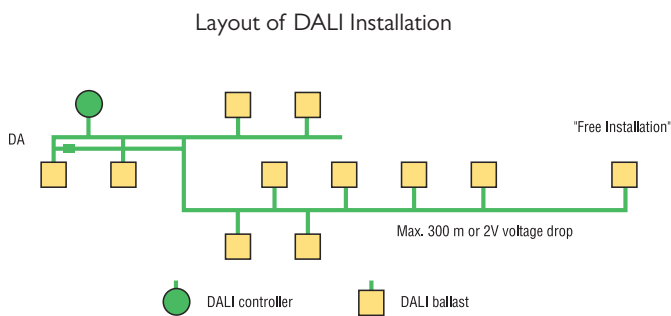 Layout of DALI Installation
DA
"Free Installation"
Max. 300 m or 2V voltage drop
DALI controller
DALI ballast